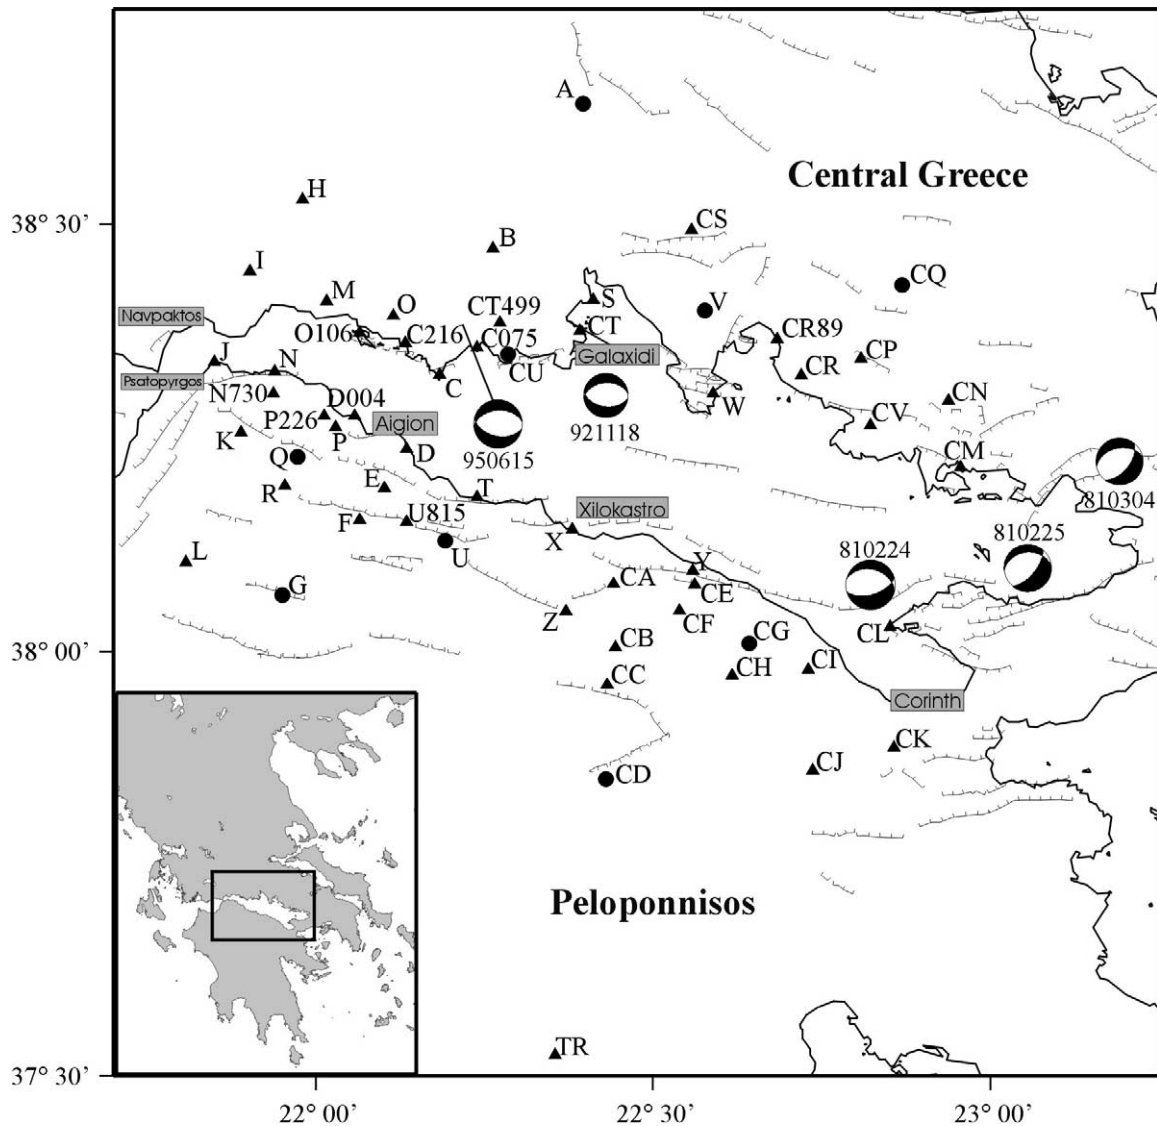 A
Central Greece
H
38° 30’
CS
B
I
CQ
M
S
V
O
CT499
Navpaktos
O106
C216
C075
CT
CR89
Galaxidi
CP
J
N
CU
CR
Psatopyrgos
C
N730
D004
W
CN
P226
Aigion
CV
K
P
921118
D
950615
CM
Q
R
E
810304
T
Xilokastro
F
U815
X
810225
U
810224
L
Y
G
CA
CE
Z
CF
CL
CB
CG
38° 00’
CC
CH
CI
Corinth
CK
CD
CJ
Peloponnisos
TR
37° 30’
22° 00’
22° 30’
23° 00’